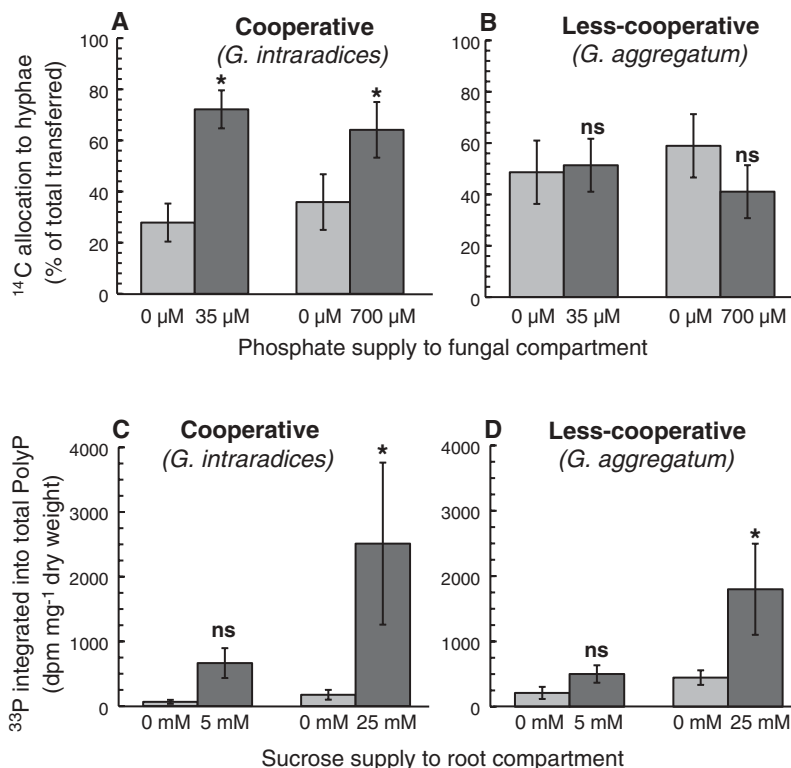 A Cooperative
(G. intraradices)
B Less-cooperative
(G. aggregatum)
¹⁴C allocation to hyphae
(% of total transferred)
100
80
60
40
20
0
*
*
0 µM 35 µM 0 µM 700 µM
100
80
60
40
20
0
ns
ns
0 µM 35 µM 0 µM 700 µM
Phosphate supply to fungal compartment
C Cooperative
(G. intraradices)
D Less-cooperative
(G. aggregatum)
³³P integrated into total PolyP
(dpm mg⁻¹ dry weight)
4000
3000
2000
1000
0
ns
*
0 mM 5 mM 0 mM 25 mM
4000
3000
2000
1000
0
ns
*
0 mM 5 mM 0 mM 25 mM
Sucrose supply to root compartment